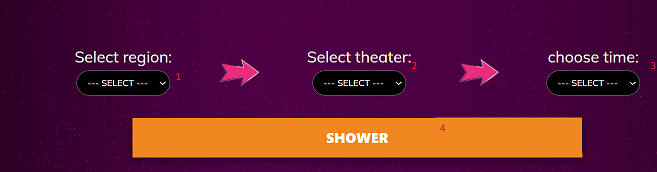 Select region:
--- SELECT ---
1
Select theater:
--- SELECT ---
2
choose time:
--- SELECT ---
3
SHOWER
4